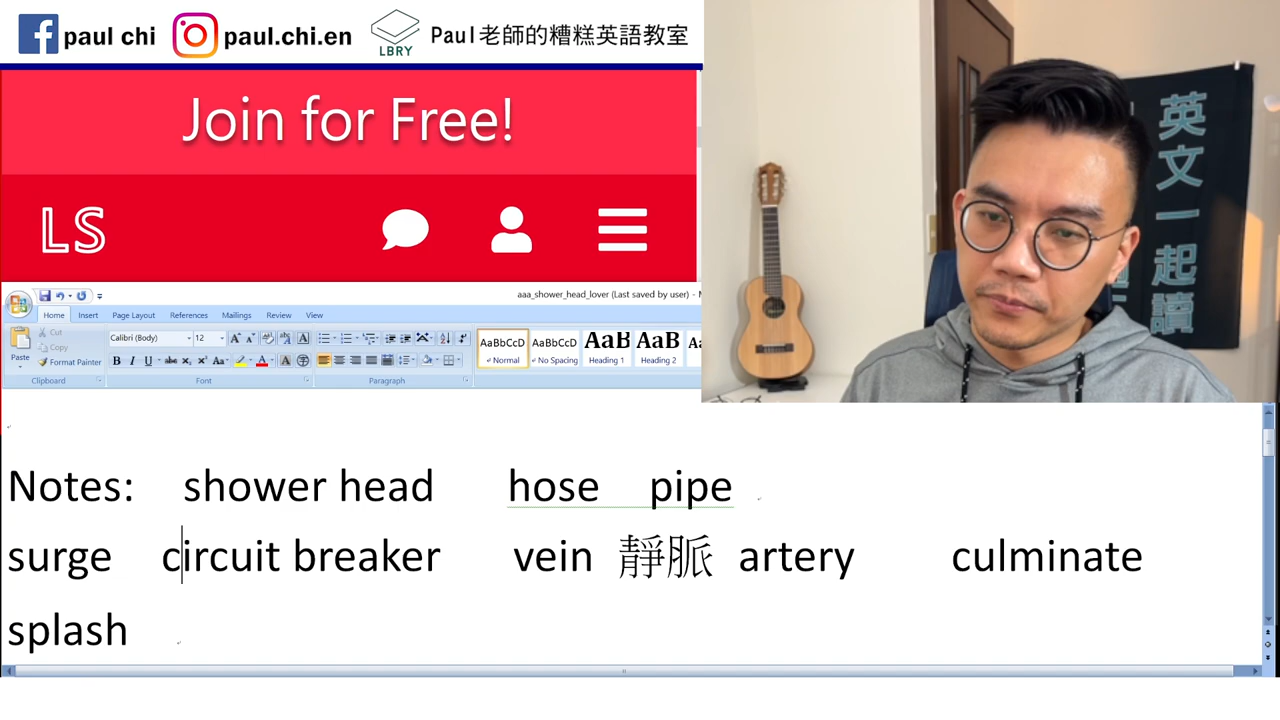 paul chi paul.chi.en LBRY Paul老師的糟糕英語教室
Join for Free!
LS
aaa_shower_head_lover (Last saved by user) - M
Home Insert Page Layout References Mailings Review View
Paste Cut Copy Format Painter
Calibri (Body) 12
AaBbCcD AaBbCcD AaB AaB Aa
Normal No Spacing Heading 1 Heading 2
Clipboard Font Paragraph
Notes: shower head hose pipe
surge circuit breaker vein 靜脈 artery culminate
splash
英文一起讀